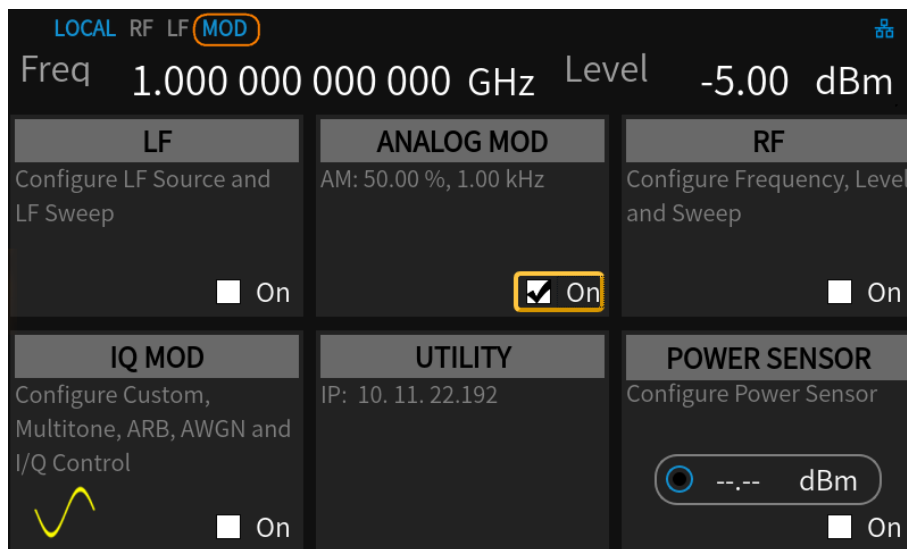 LOCAL RF LF MOD
Freq 1.000 000 000 000 GHz Level -5.00 dBm
LF
Configure LF Source and
LF Sweep
On
ANALOG MOD
AM: 50.00 %, 1.00 kHz
On
RF
Configure Frequency, Level
and Sweep
On
IQ MOD
Configure Custom,
Multitone, ARB, AWGN and
I/Q Control
On
UTILITY
IP: 10. 11. 22.192
POWER SENSOR
Configure Power Sensor
--.-- dBm
On